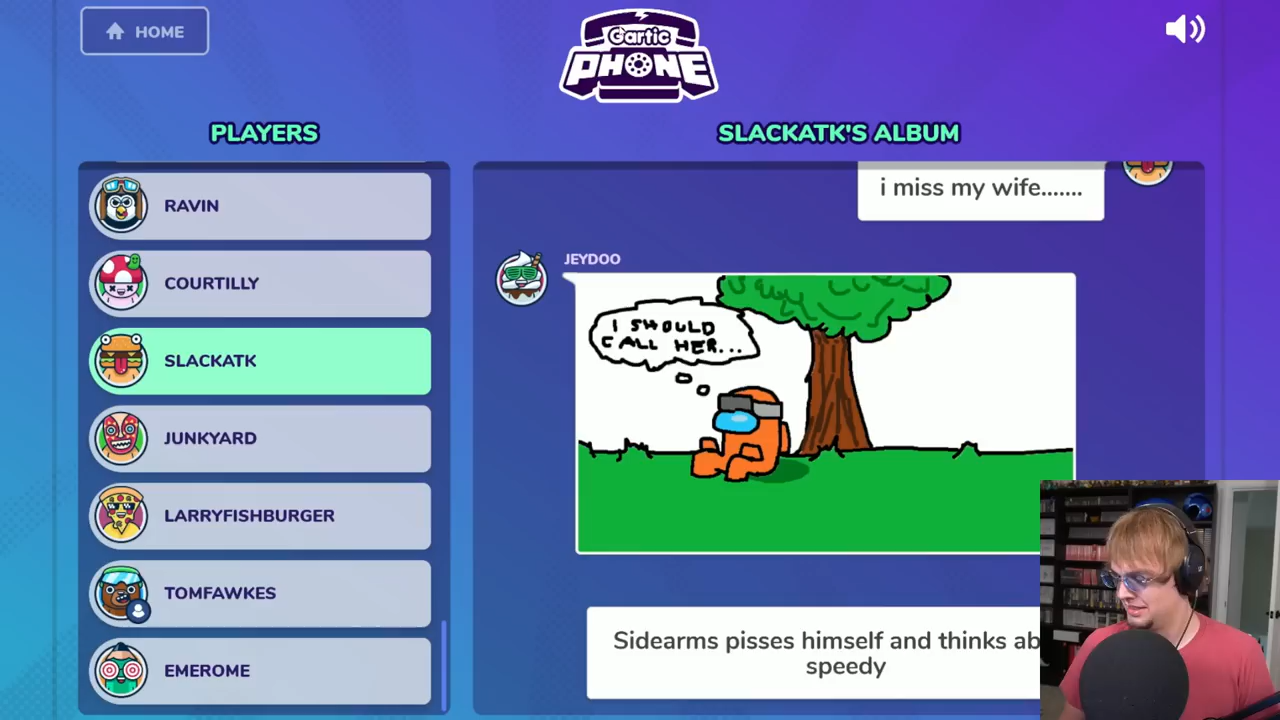 HOME
Gartic
PHONE
PLAYERS
RAVIN
COURTILLY
SLACKATK
JUNKYARD
LARRYFISHBURGER
TOMFAWKES
EMEROME
SLACKATK'S ALBUM
i miss my wife.......
JEYDOO
I SHOULD
CALL HER...
Sidearms pisses himself and thinks ab
speedy